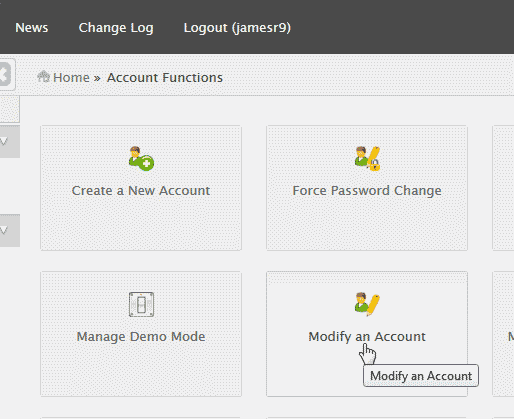 News Change Log Logout (jamesr9)
Home » Account Functions
Create a New Account Force Password Change
Manage Demo Mode Modify an Account
Modify an Account